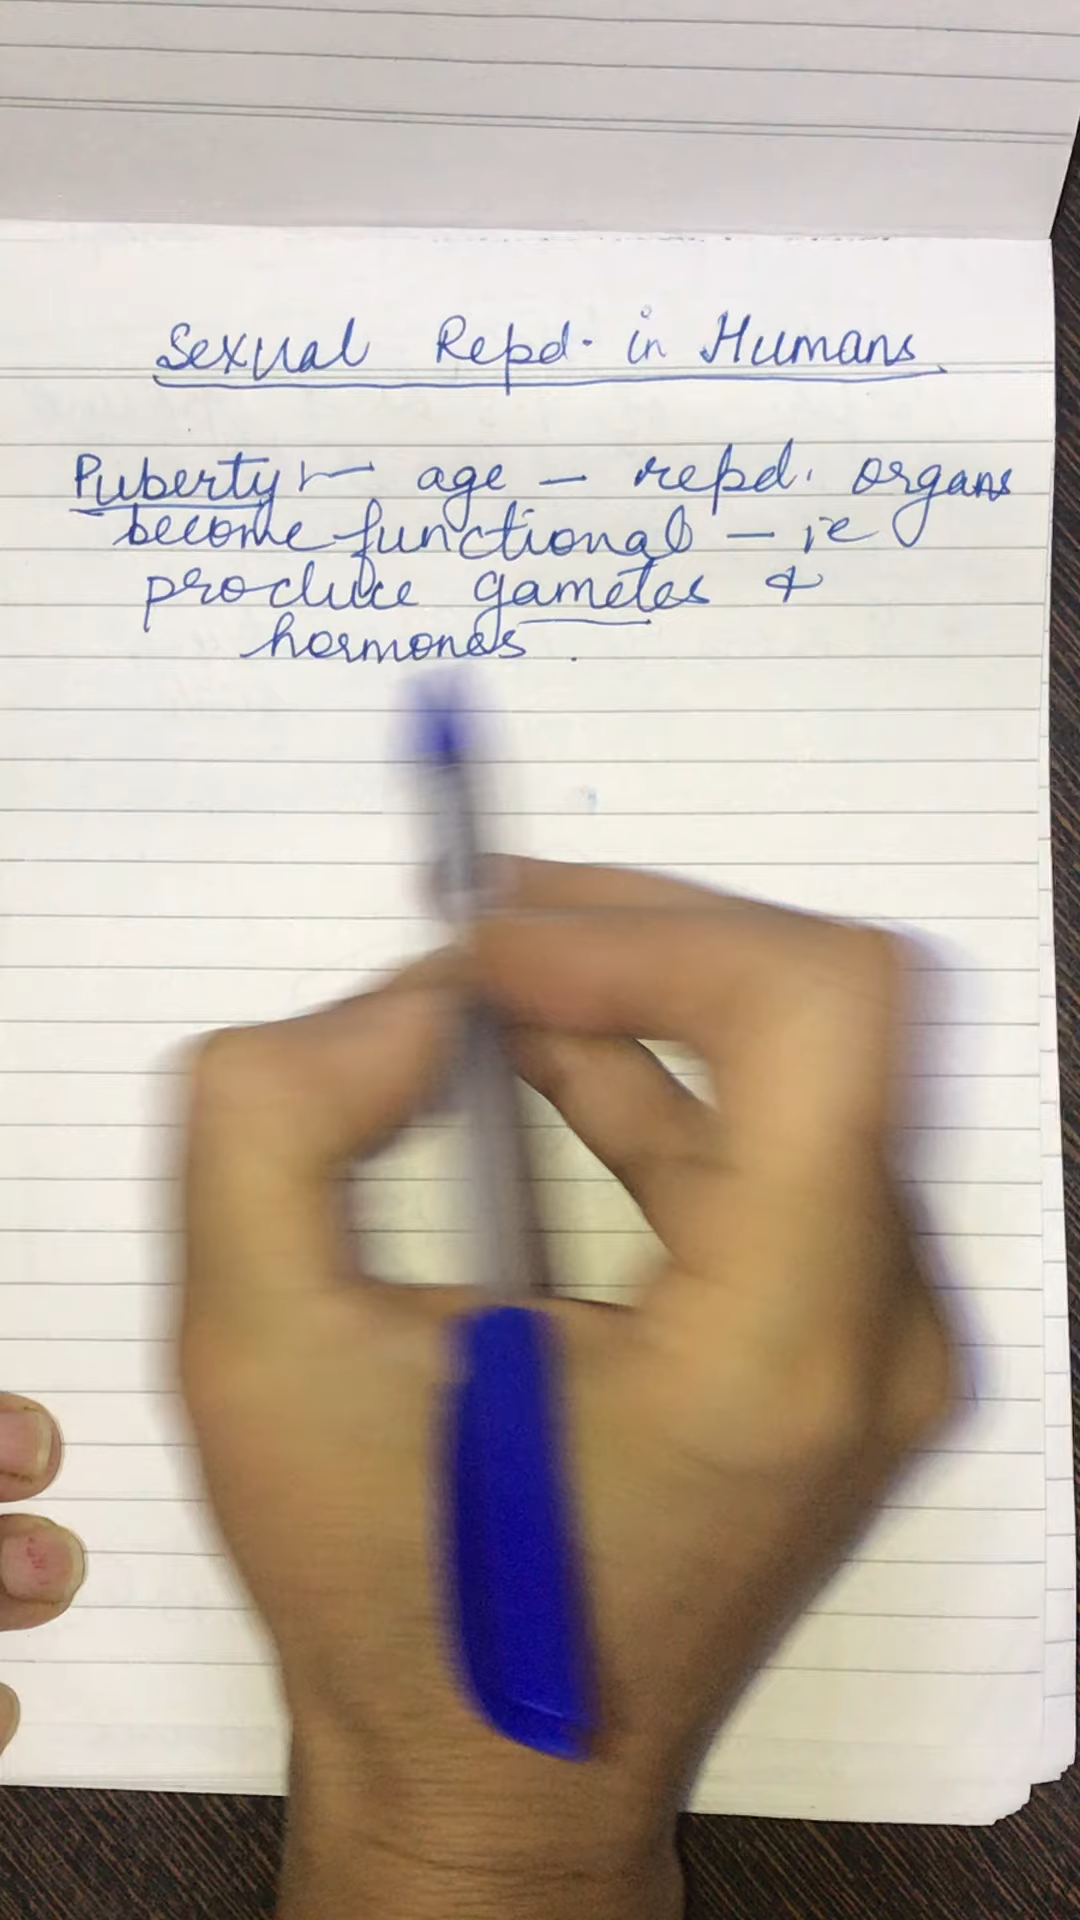 Sexual Repd. in Humans
Puberty :- age - repd. organs
become functional - ie
produce gametes &
hormones.